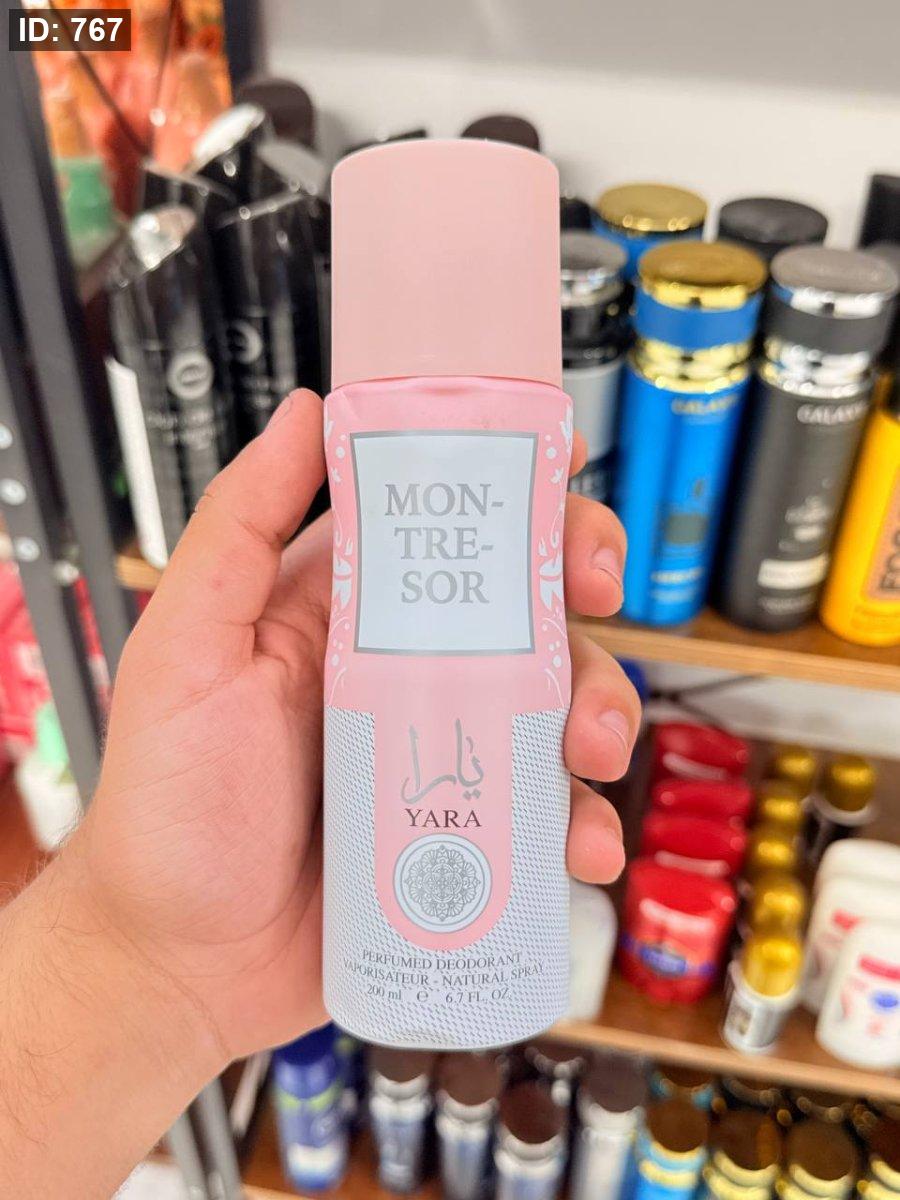 ID: 767
MON-
TRE-
SOR
يارا
YARA
PERFUMED DEODORANT
VAPORISATEUR - NATURAL SPRAY
200 ml e 6.7 FL. OZ.